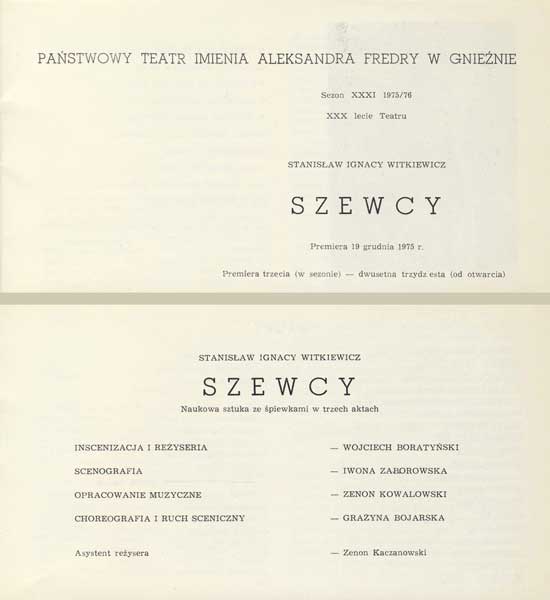 PAŃSTWOWY TEATR IMIENIA ALEKSANDRA FREDRY W GNIEŹNIE
Sezon XXXI 1975/76
XXX lecie Teatru
STANISŁAW IGNACY WITKIEWICZ
SZEWCY
Premiera 19 grudnia 1975 r.
Premiera trzecia (w sezonie) — dwusetna trzydz esta (od otwarcia)
STANISŁAW IGNACY WITKIEWICZ
SZEWCY
Naukowa sztuka ze śpiewkami w trzech aktach
INSCENIZACJA I REŻYSERIA — WOJCIECH BORATYŃSKI
SCENOGRAFIA — IWONA ZABOROWSKA
OPRACOWANIE MUZYCZNE — ZENON KOWALOWSKI
CHOREOGRAFIA I RUCH SCENICZNY — GRAŻYNA BOJARSKA
Asystent reżysera — Zenon Kaczanowski